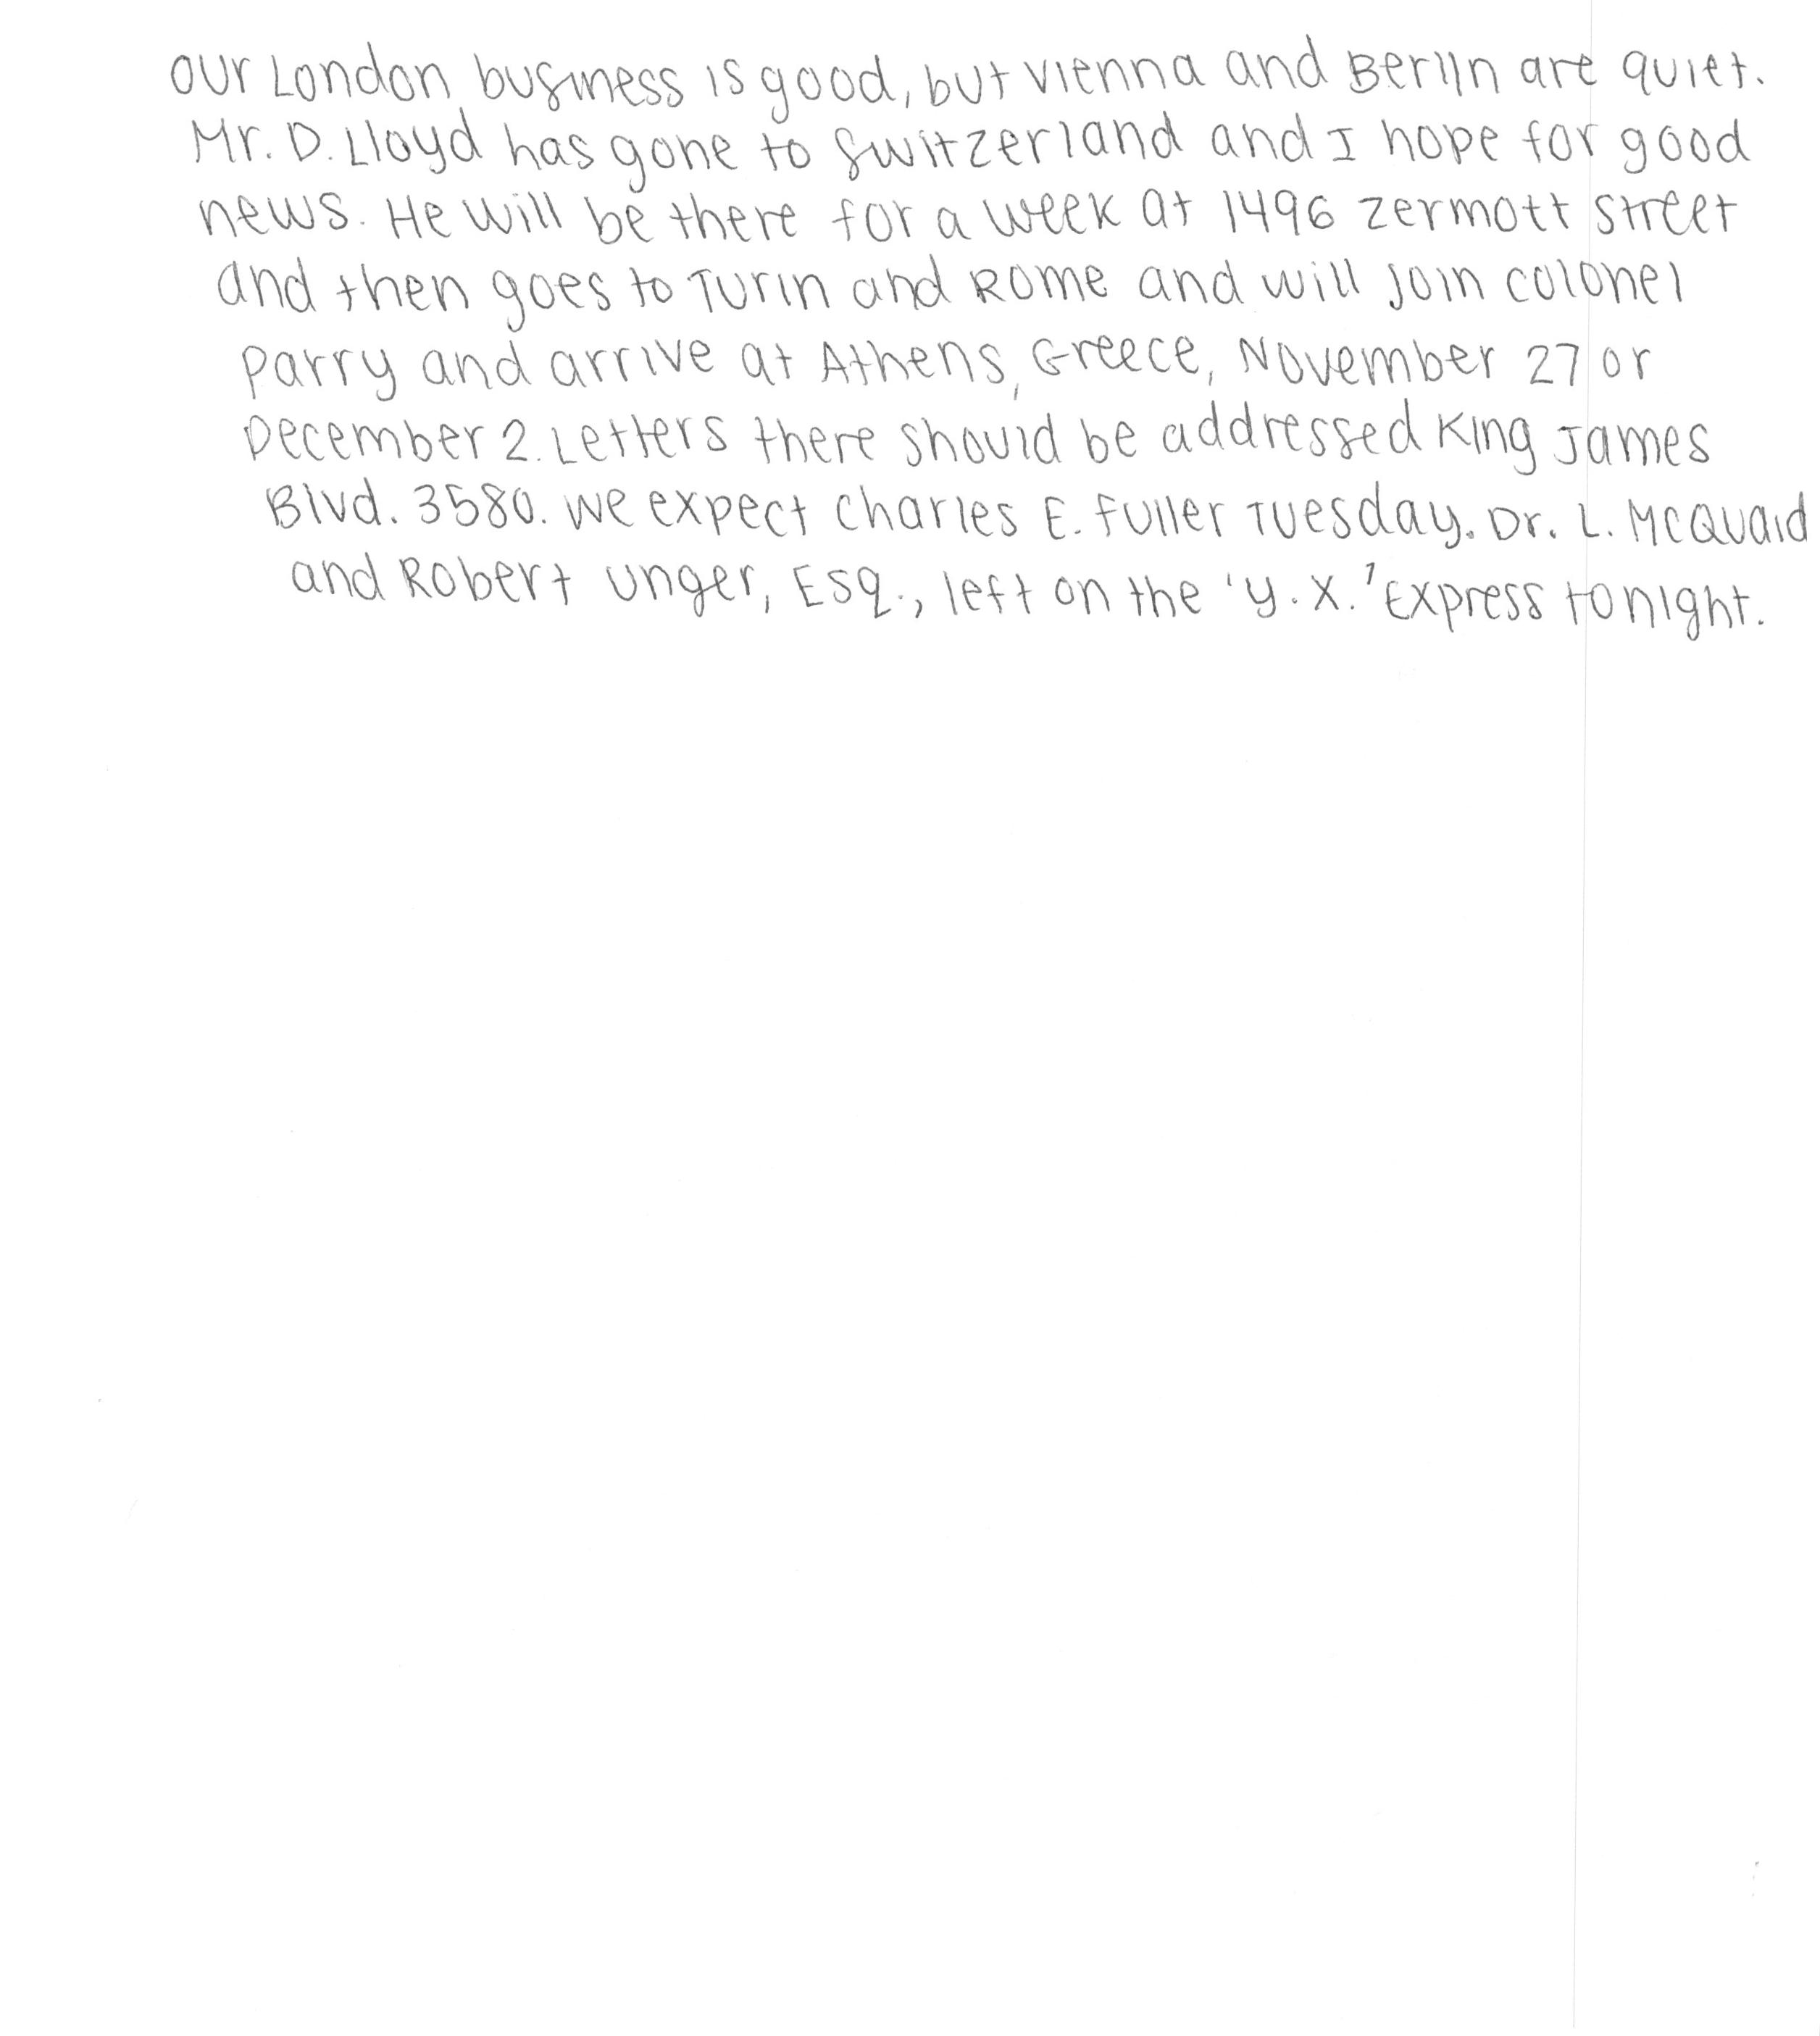 Our London business is good, but Vienna and Berlin are quiet.
Mr. D. Lloyd has gone to Switzerland and I hope for good
news. He will be there for a week at 1496 Zermott Street
and then goes to Turin and Rome and will join Colonel
Parry and arrive at Athens, Greece, November 27 or
December 2. Letters there should be addressed King James
Blvd. 3580. We expect Charles E. Fuller Tuesday. Dr. L. McQuaid
and Robert Unger, Esq., left on the 'Y. X.' Express tonight.